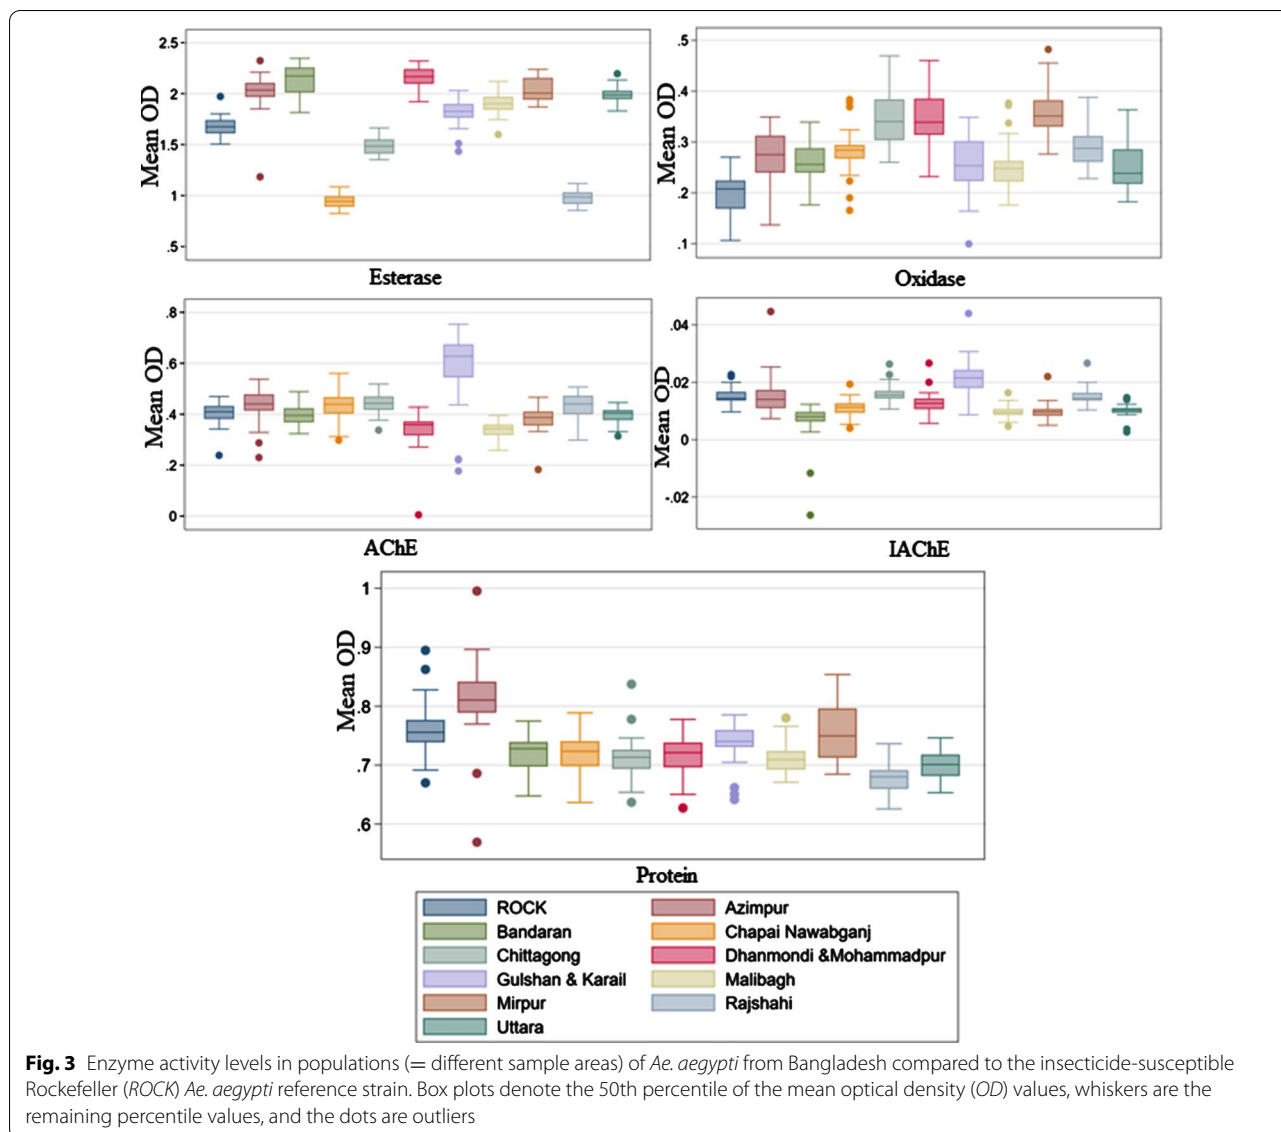 2.5
2
1.5
1
.5
Mean OD
Esterase
.5
.4
.3
.2
.1
Mean OD
Oxidase
.8
.6
.4
.2
0
Mean OD
AChE
.04
.02
0
-.02
Mean OD
IAChE
1
.9
.8
.7
.6
Mean OD
Protein
ROCK
Azimpur
Bandaran
Chapai Nawabganj
Chittagong
Dhanmondi &Mohammadpur
Gulshan & Karail
Malibagh
Mirpur
Rajshahi
Uttara
Fig. 3 Enzyme activity levels in populations (= different sample areas) of Ae. aegypti from Bangladesh compared to the insecticide-susceptible
Rockefeller (ROCK) Ae. aegypti reference strain. Box plots denote the 50th percentile of the mean optical density (OD) values, whiskers are the
remaining percentile values, and the dots are outliers